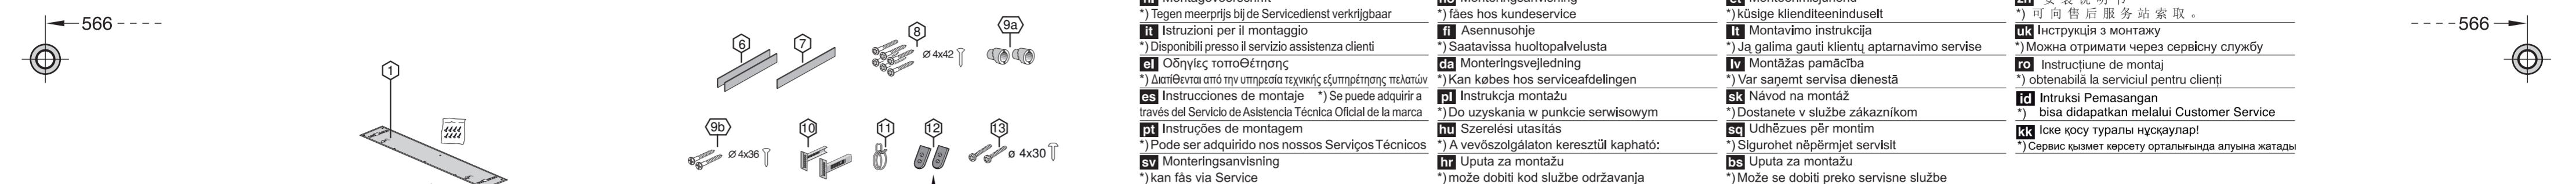 566
1
6
7
8
Ø 4x42
9a
9b
Ø 4x36
10
11
12
13
ø 4x30
*) Tegen meerprijs bij de Servicedienst verkrijgbaar
it Istruzioni per il montaggio
*) Disponibili presso il servizio assistenza clienti
el Οδηγίες τοποθέτησης
*) Διατίθενται από την υπηρεσία τεχνικής εξυπηρέτησης πελατών
es Instrucciones de montaje *) Se puede adquirir a
través del Servicio de Asistencia Técnica Oficial de la marca
pt Instruções de montagem
*) Pode ser adquirido nos nossos Serviços Técnicos
sv Monteringsanvisning
*) kan fás via Service
*) fåes hos kundeservice
fi Asennusohje
*) Saatavissa huoltopalvelusta
da Monteringsvejledning
*) Kan købes hos serviceafdelingen
pl Instrukcja montażu
*) Do uzyskania w punkcie serwisowym
hu Szerelési utasítás
*) A vevöszolgálaton keresztül kapható:
hr Uputa za montažu
*) može dobiti kod službe održavanja
*) küsige klienditeeninduselt
lt Montavimo instrukcija
*) Ją galima gauti klientų aptarnavimo servise
lv Montāžas pamācība
*) Var saņemt servisa dienestā
sk Návod na montáž
*) Dostanete v službe zákazníkom
sq Udhëzues për montim
*) Sigurohet nëpërmjet servisit
bs Uputa za montažu
*) Može se dobiti preko servisne službe
*) 可向售后服务站索取。
uk Інструкція з монтажу
*) Можна отримати через сервісну службу
ro Instrucțiune de montaj
*) obtenabilă la serviciul pentru clienți
id Intruksi Pemasangan
*) bisa didapatkan melalui Customer Service
kk Іске қосу туралы нұсқаулар!
*) Сервис қызмет көрсету орталығында алуына жатады
566